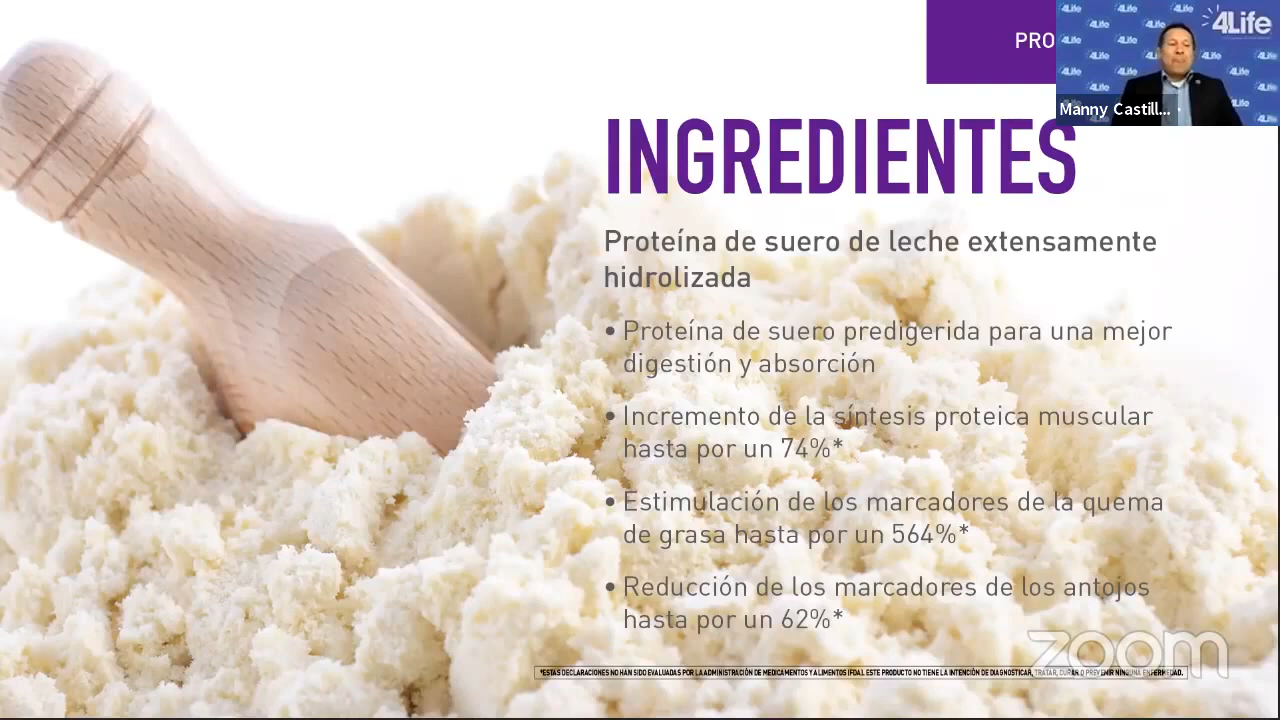 PRO
4Life
Manny Castill...
INGREDIENTES
Proteína de suero de leche extensamente
hidrolizada
• Proteína de suero predigerida para una mejor
digestión y absorción
• Incremento de la síntesis proteica muscular
hasta por un 74%*
• Estimulación de los marcadores de la quema
de grasa hasta por un 564%*
• Reducción de los marcadores de los antojos
hasta por un 62%*
zoom
*ESTAS DECLARACIONES NO HAN SIDO EVALUADAS POR LA ADMINISTRACIÓN DE MEDICAMENTOS Y ALIMENTOS (FDA). ESTE PRODUCTO NO TIENE LA INTENCIÓN DE DIAGNOSTICAR, TRATAR, CURAR O PREVENIR NINGUNA ENFERMEDAD.